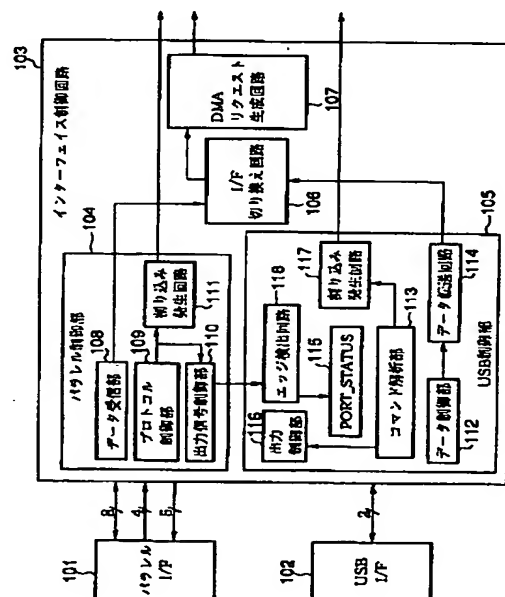 103
インターフェイス制御回路
104
パラレル制御部
108
データ受信部
109
プロトコル
制御部
割り込み
発生回路
111
出力信号制御部
110
DMA
リクエスト
生成回路
107
I/F
切り換え回路
106
101
パラレル
I/F
8
4
5
102
USB
I/F
2
105
USB制御部
118
エッジ検出回路
117
割り込み
発生回路
115
PORT_STATUS
116
出力
制御部
コマンド解析部
113
データ転送回路
114
データ制御部
112